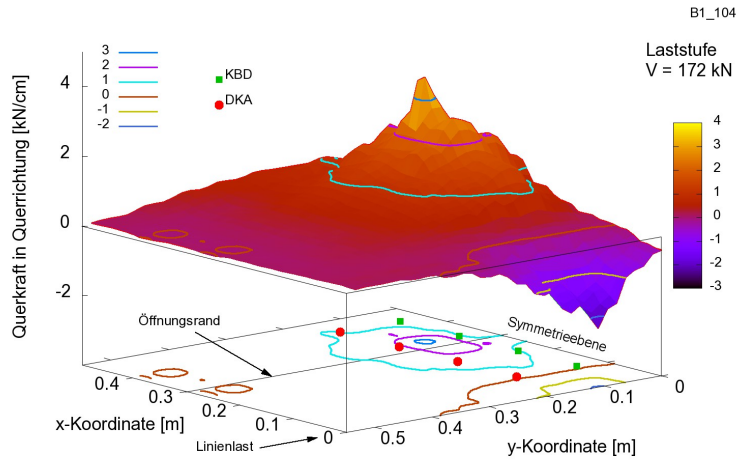 B1_104
Laststufe
V = 172 kN
Querkraft in Querrichtung [kN/cm]
4
2
0
-2
3
2
1
0
-1
-2
KBD
DKA
4
3
2
1
0
-1
-2
-3
Öffnungsrand
Symmetrieebene
0.4
0.3
0.2
0.1
0
x-Koordinate [m]
Linienlast
0.5
0.4
0.3
0.2
0.1
0
y-Koordinate [m]